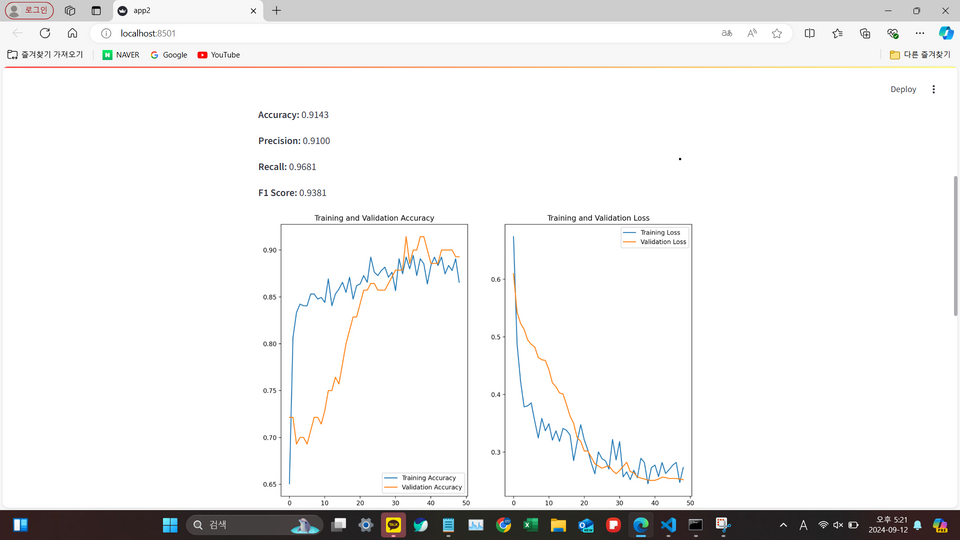 로그인
app2
localhost:8501
즐겨찾기 가져오기
NAVER
Google
YouTube
다른 즐겨찾기
Deploy
Accuracy: 0.9143
Precision: 0.9100
Recall: 0.9681
F1 Score: 0.9381
Training and Validation Accuracy
0.90
0.85
0.80
0.75
0.70
0.65
0 10 20 30 40 50
Training Accuracy
Validation Accuracy
Training and Validation Loss
Training Loss
Validation Loss
0.6
0.5
0.4
0.3
0 10 20 30 40 50
검색
A
오후 5:21
2024-09-12